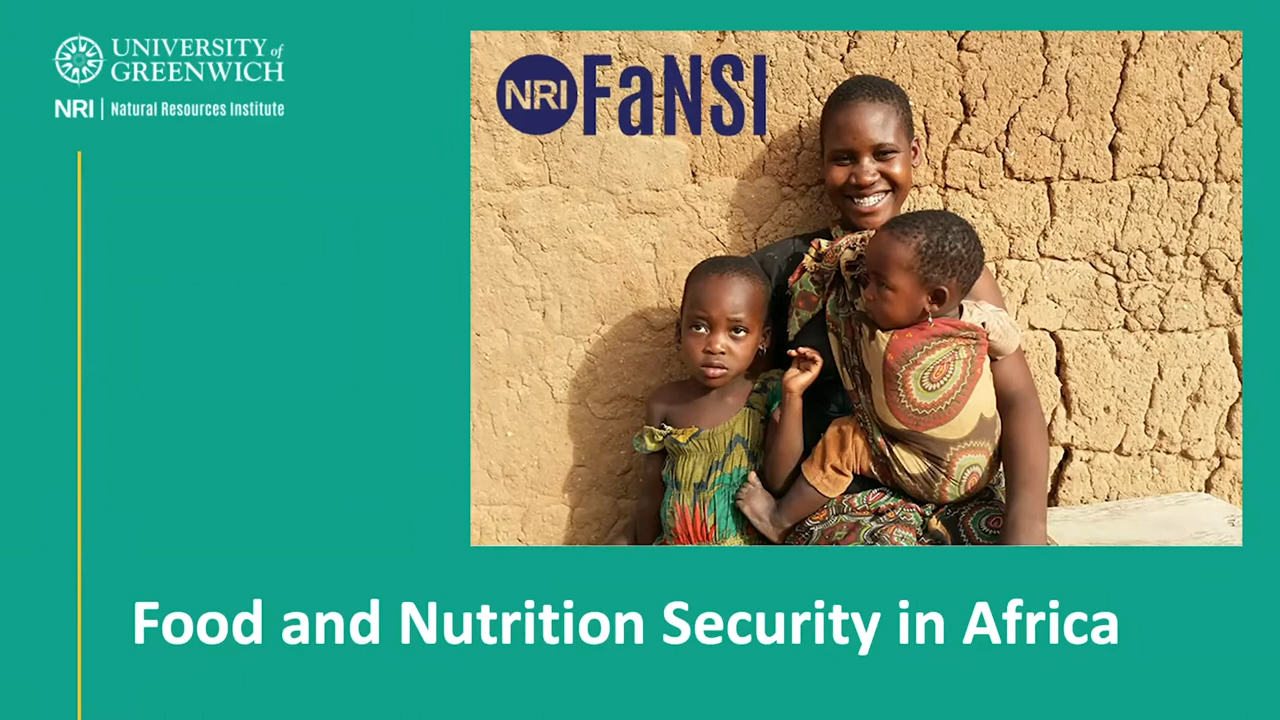 UNIVERSITY of
GREENWICH
NRI | Natural Resources Institute
NRI FaNSI
Food and Nutrition Security in Africa